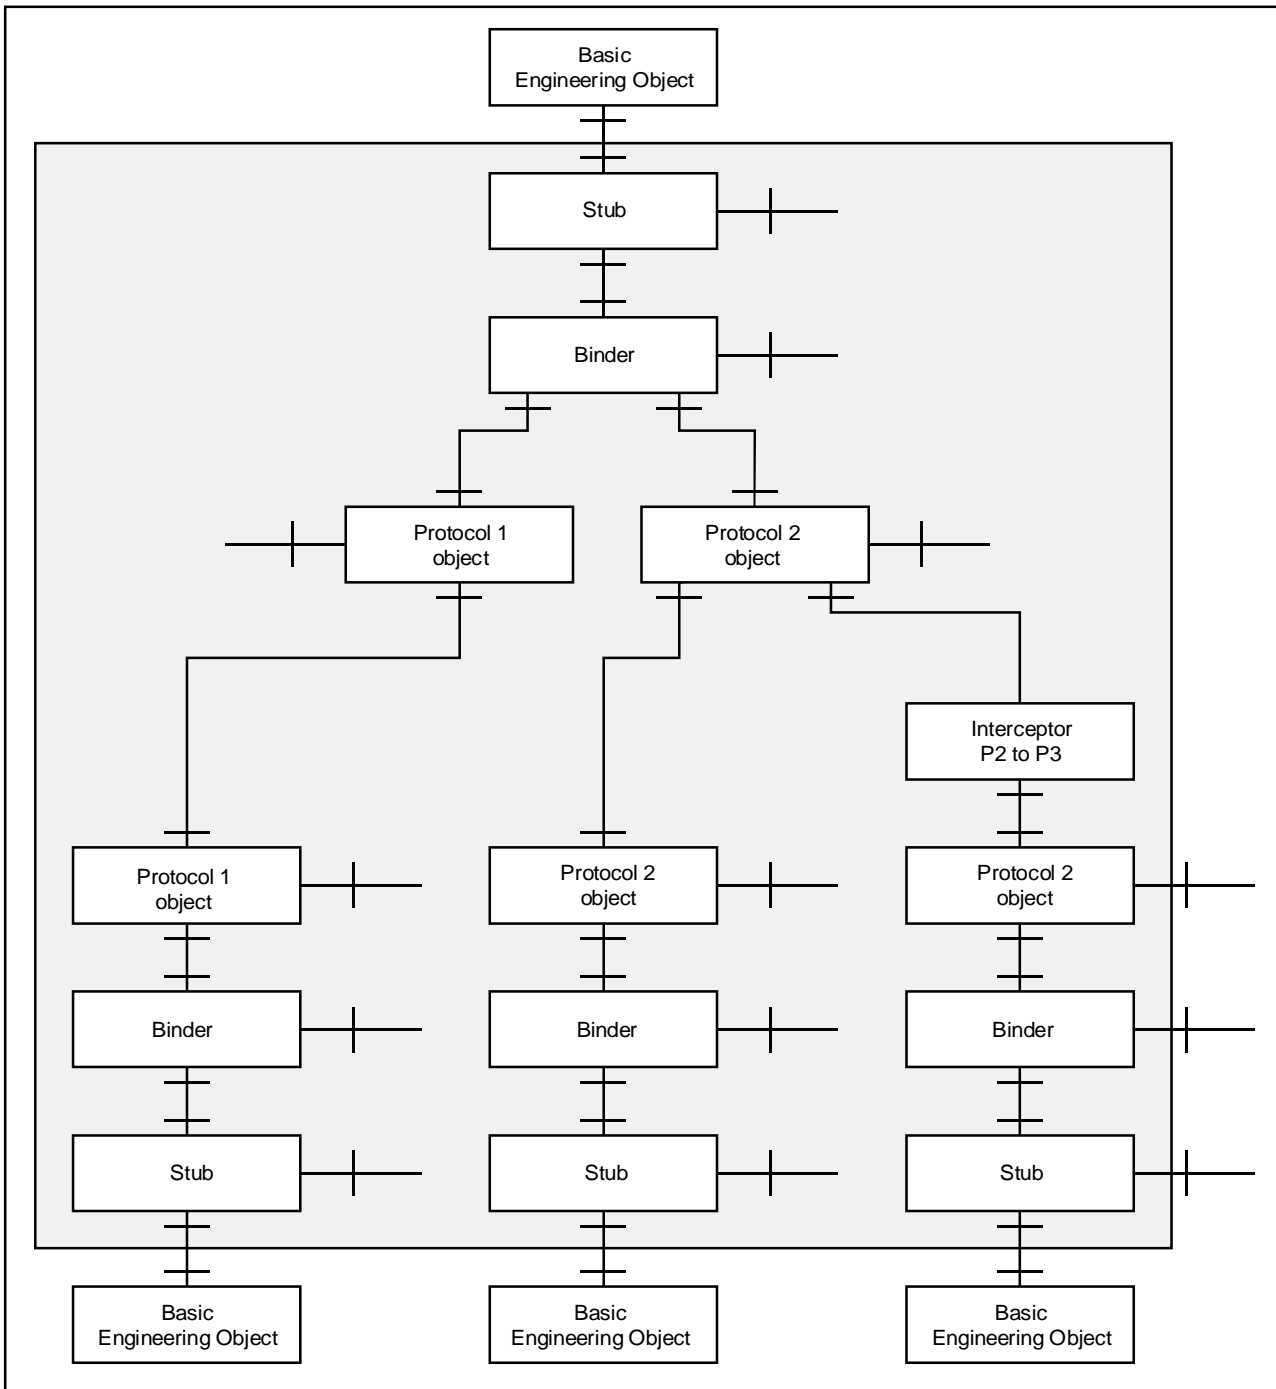 Basic
Engineering Object
Stub
Binder
Protocol 1
object
Protocol 2
object
Interceptor
P2 to P3
Protocol 1
object
Protocol 2
object
Protocol 2
object
Binder
Binder
Binder
Stub
Stub
Stub
Basic
Engineering Object
Basic
Engineering Object
Basic
Engineering Object